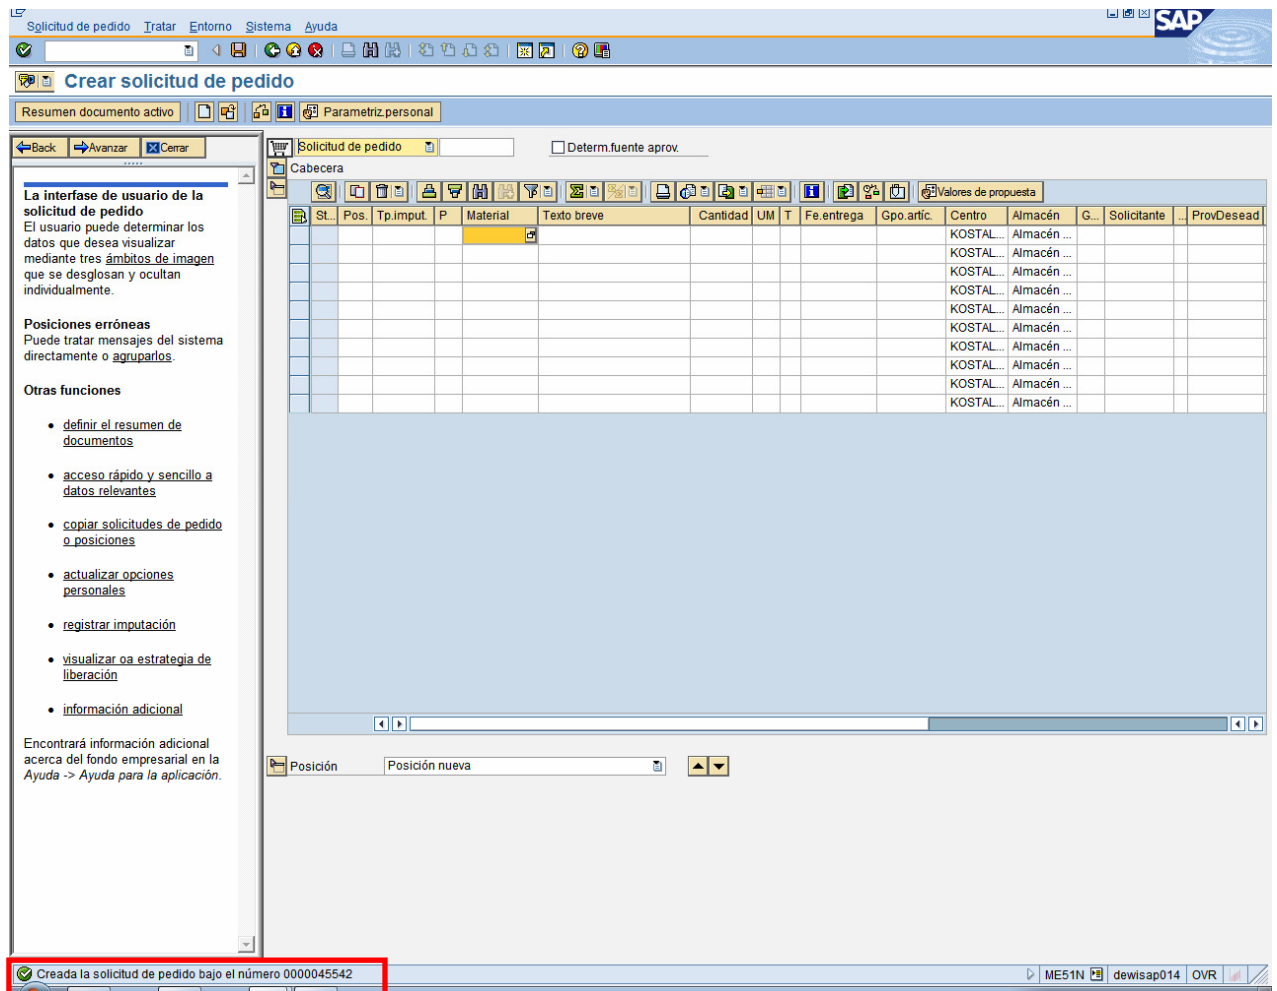 Solicitud de pedido Tratar Entorno Sistema Ayuda
SAP
Crear solicitud de pedido
Resumen documento activo Parametriz.personal
Back Avanzar Cerrar
La interfase de usuario de la
solicitud de pedido
El usuario puede determinar los
datos que desea visualizar
mediante tres ámbitos de imagen
que se desglosan y ocultan
individualmente.
Posiciones erróneas
Puede tratar mensajes del sistema
directamente o agruparlos.
Otras funciones
definir el resumen de
documentos
acceso rápido y sencillo a
datos relevantes
copiar solicitudes de pedido
o posiciones
actualizar opciones
personales
registrar imputación
visualizar oa estrategia de
liberación
información adicional
Encontrará información adicional
acerca del fondo empresarial en la
Ayuda -> Ayuda para la aplicación.
Solicitud de pedido Determ.fuente aprov.
Cabecera
Valores de propuesta
St... Pos. Tp.imput. P Material Texto breve Cantidad UM T Fe.entrega Gpo.artíc. Centro Almacén G... Solicitante ... ProvDesead
KOSTAL... Almacén ...
KOSTAL... Almacén ...
KOSTAL... Almacén ...
KOSTAL... Almacén ...
KOSTAL... Almacén ...
KOSTAL... Almacén ...
KOSTAL... Almacén ...
KOSTAL... Almacén ...
KOSTAL... Almacén ...
KOSTAL... Almacén ...
Posición Posición nueva
Creada la solicitud de pedido bajo el número 0000045542
ME51N dewisap014 OVR